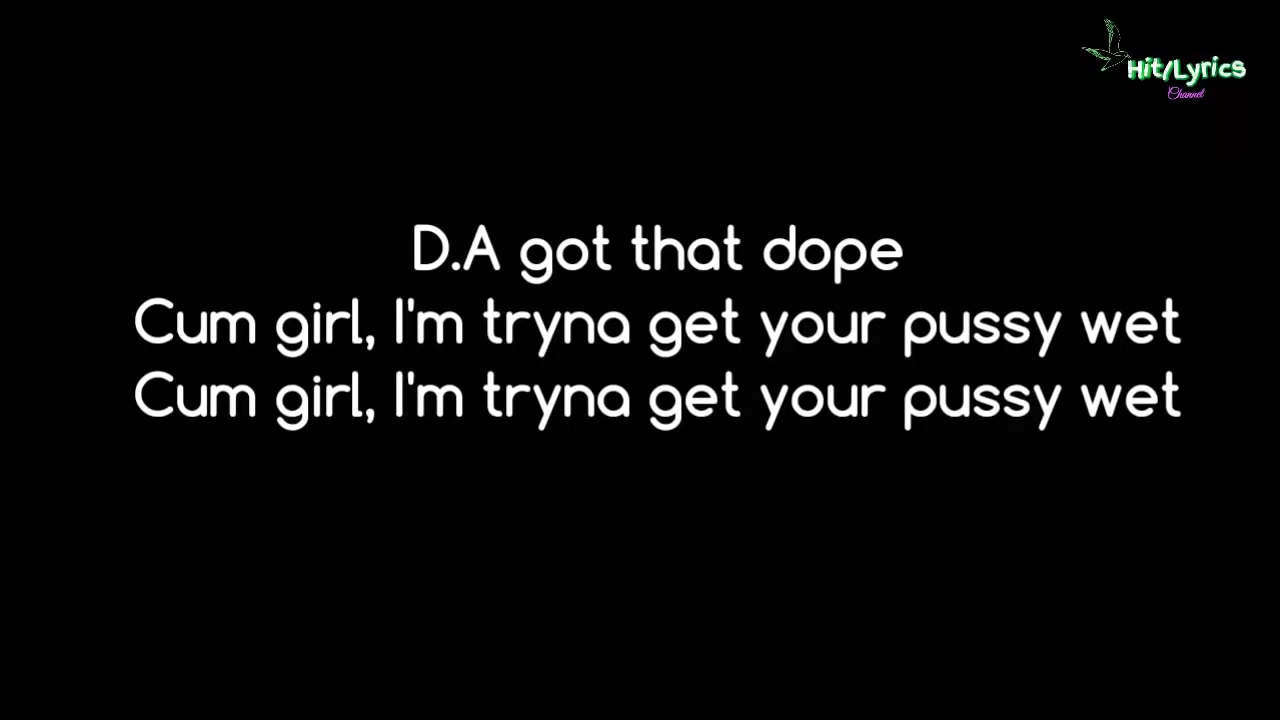 Hit/Lyrics
Channel
D.A got that dope
Cum girl, I'm tryna get your pussy wet
Cum girl, I'm tryna get your pussy wet